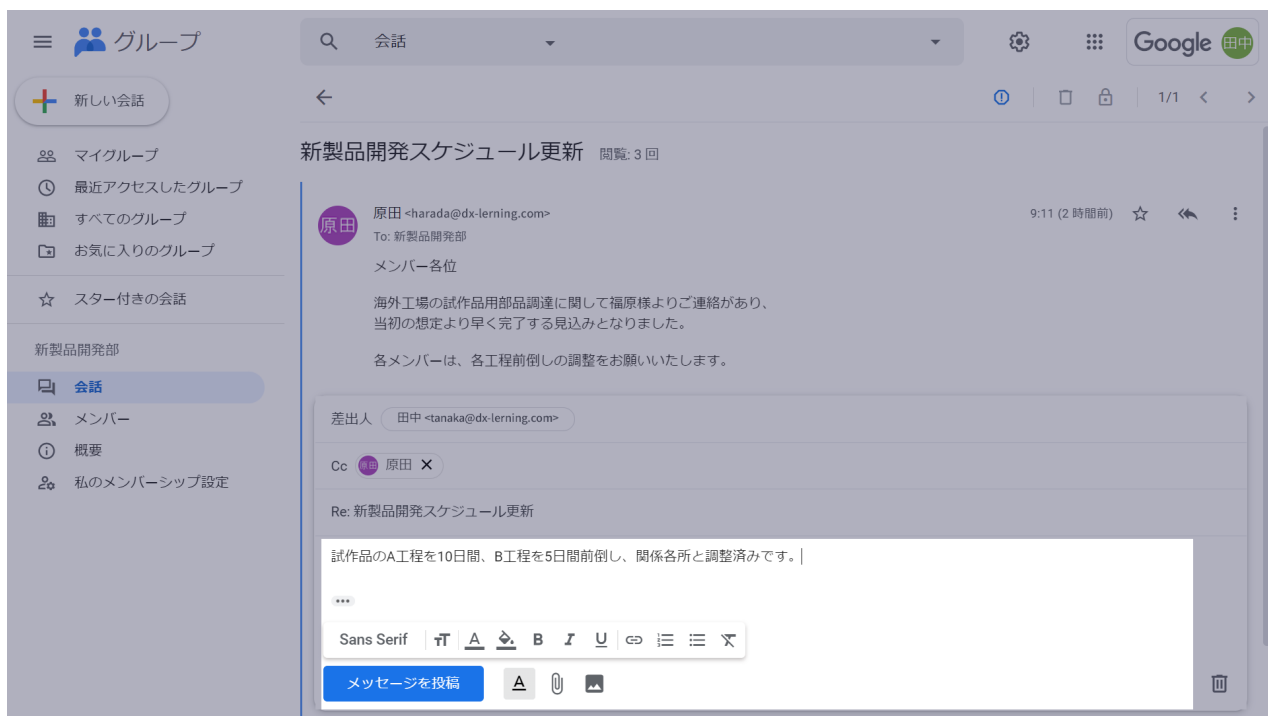 グループ
会話
Google 田中
新しい会話
1/1
マイグループ
最近アクセスしたグループ
すべてのグループ
お気に入りのグループ
スター付きの会話
新製品開発部
会話
メンバー
概要
私のメンバーシップ設定
新製品開発スケジュール更新 閲覧: 3 回
原田
原田 <harada@dx-lerning.com>
9:11 (2 時間前)
To: 新製品開発部
メンバー各位
海外工場の試作品用部品調達に関して福原様よりご連絡があり、
当初の想定より早く完了する見込みとなりました。
各メンバーは、各工程前倒しの調整をお願いいたします。
差出人 田中 <tanaka@dx-lerning.com>
Cc 原田 原田
Re: 新製品開発スケジュール更新
試作品のA工程を10日間、B工程を5日間前倒し、関係各所と調整済みです。
Sans Serif TT A B I U
メッセージを投稿 A